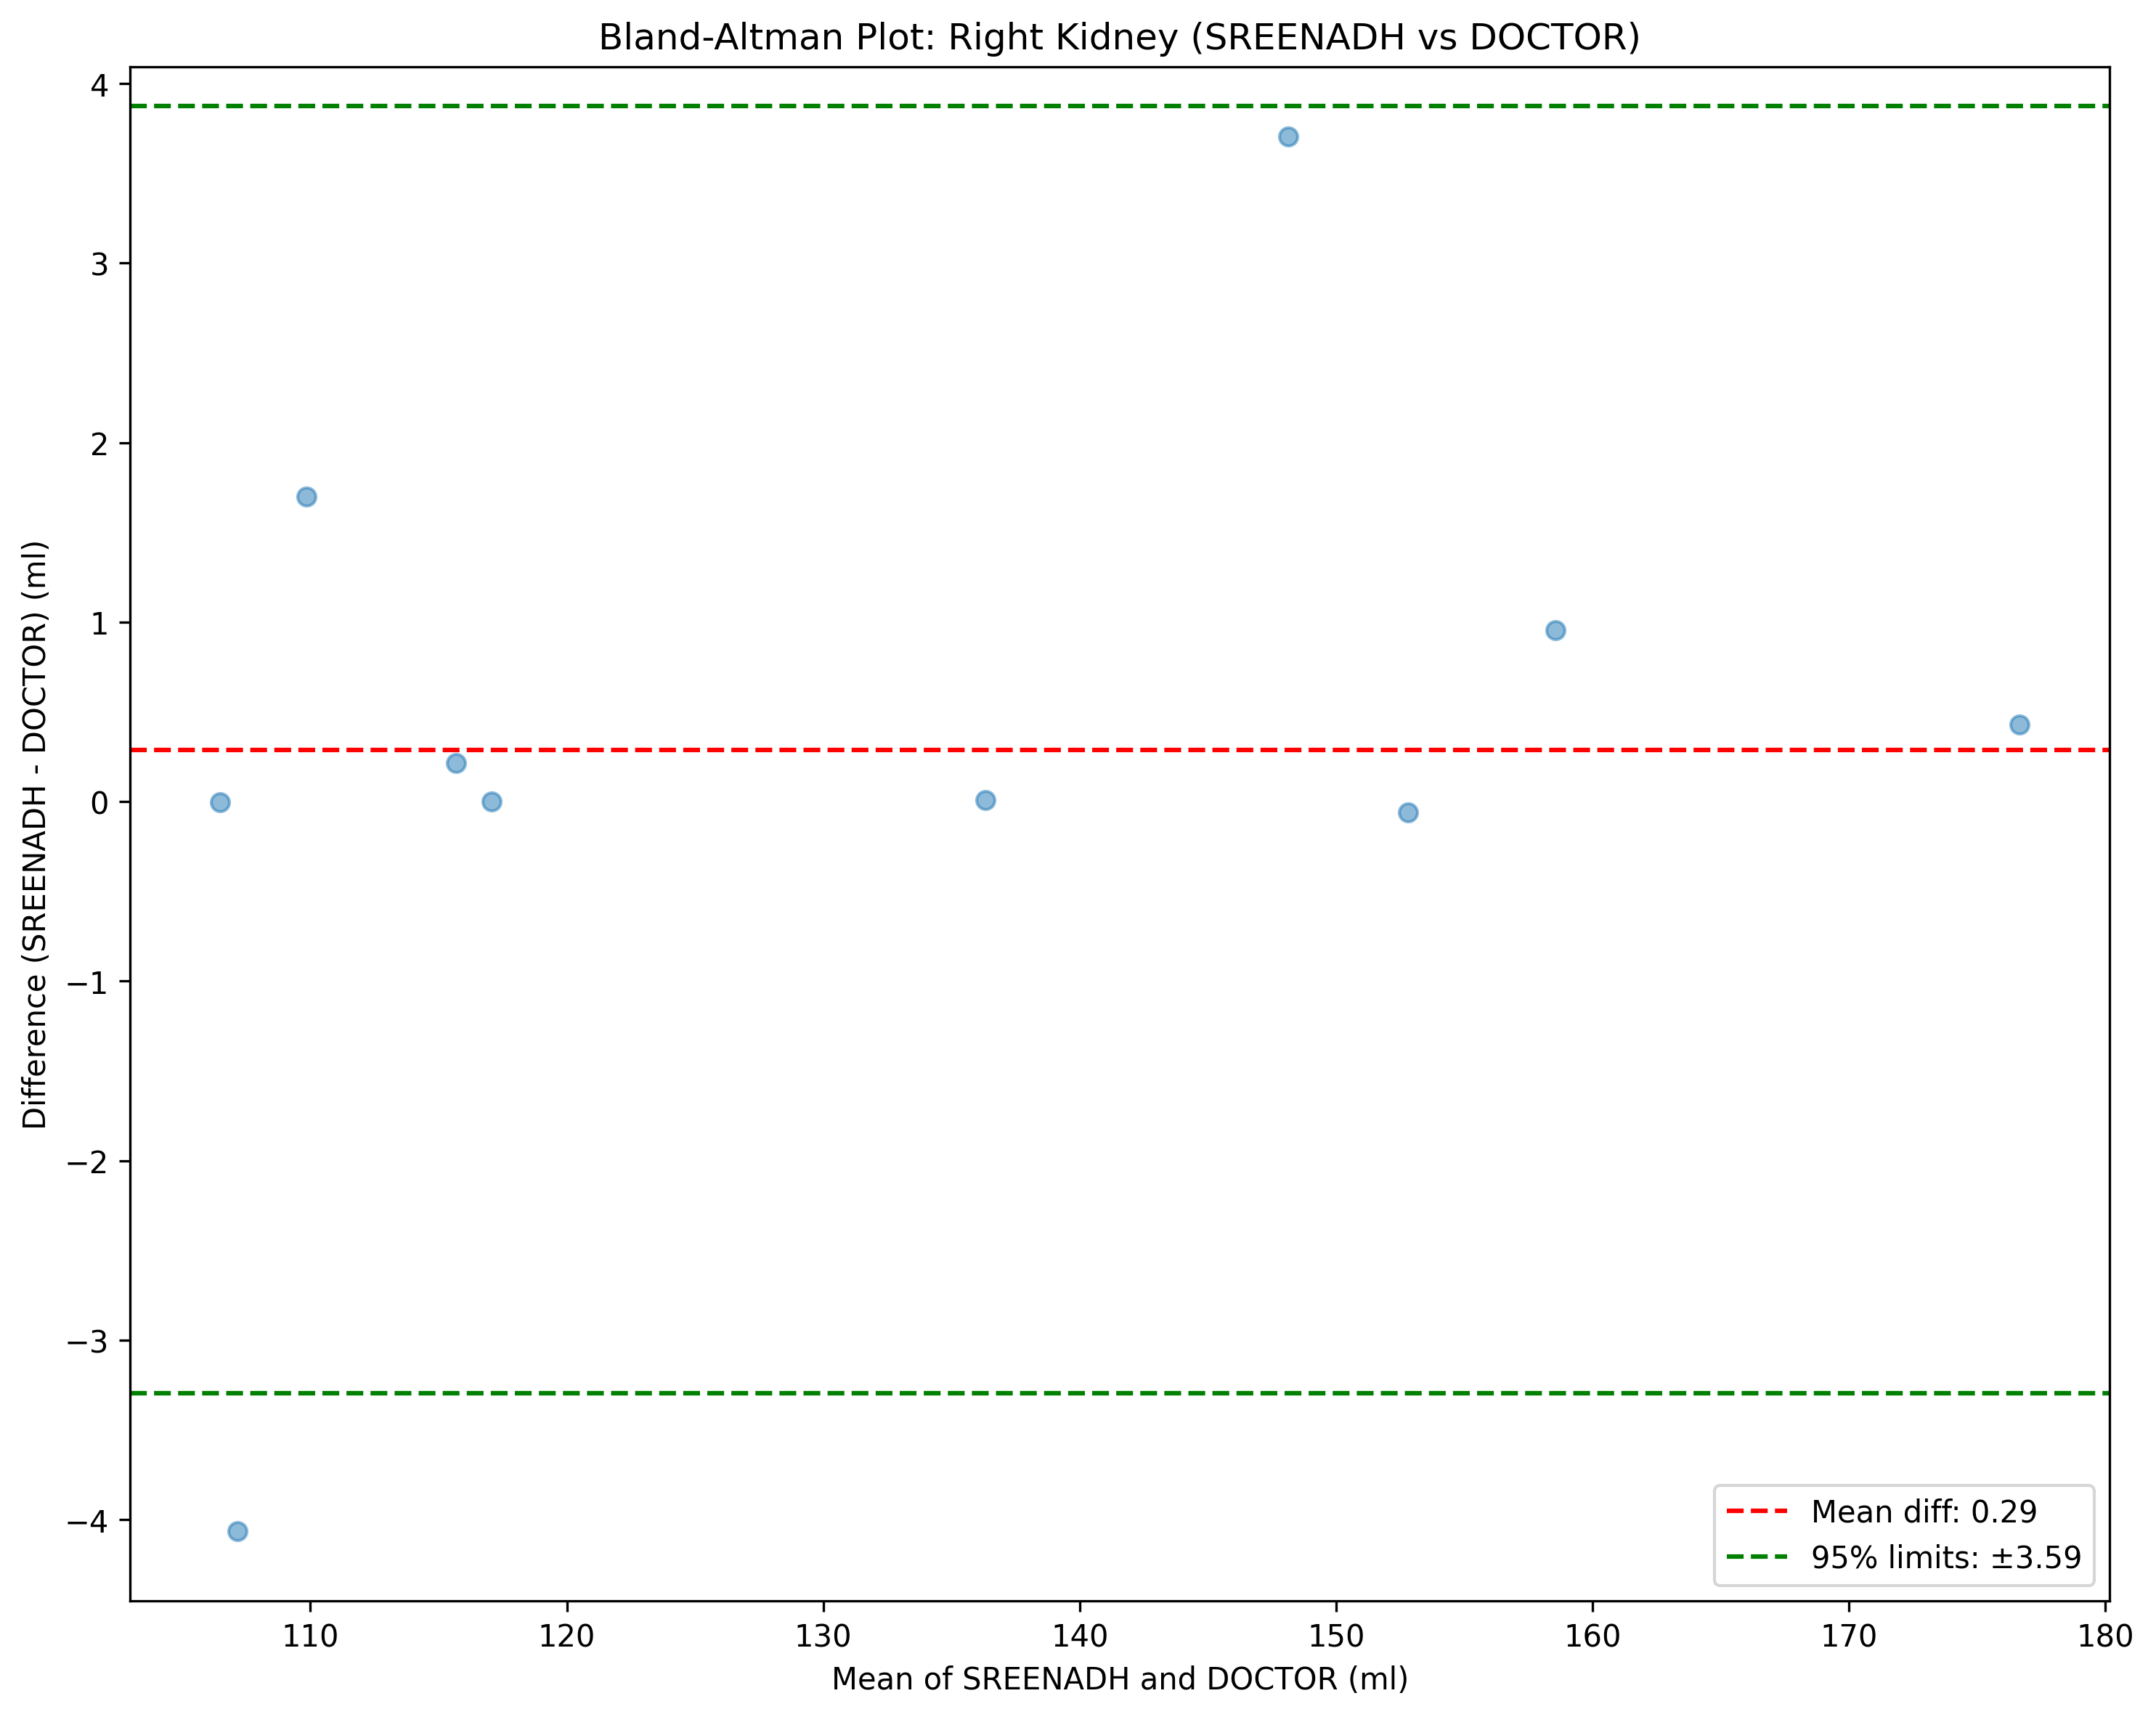 Bland-Altman Plot: Right Kidney (SREENADH vs DOCTOR)
Difference (SREENADH - DOCTOR) (ml)
4
3
2
1
0
−1
−2
−3
−4
Mean diff: 0.29
95% limits: ±3.59
110 120 130 140 150 160 170 180
Mean of SREENADH and DOCTOR (ml)